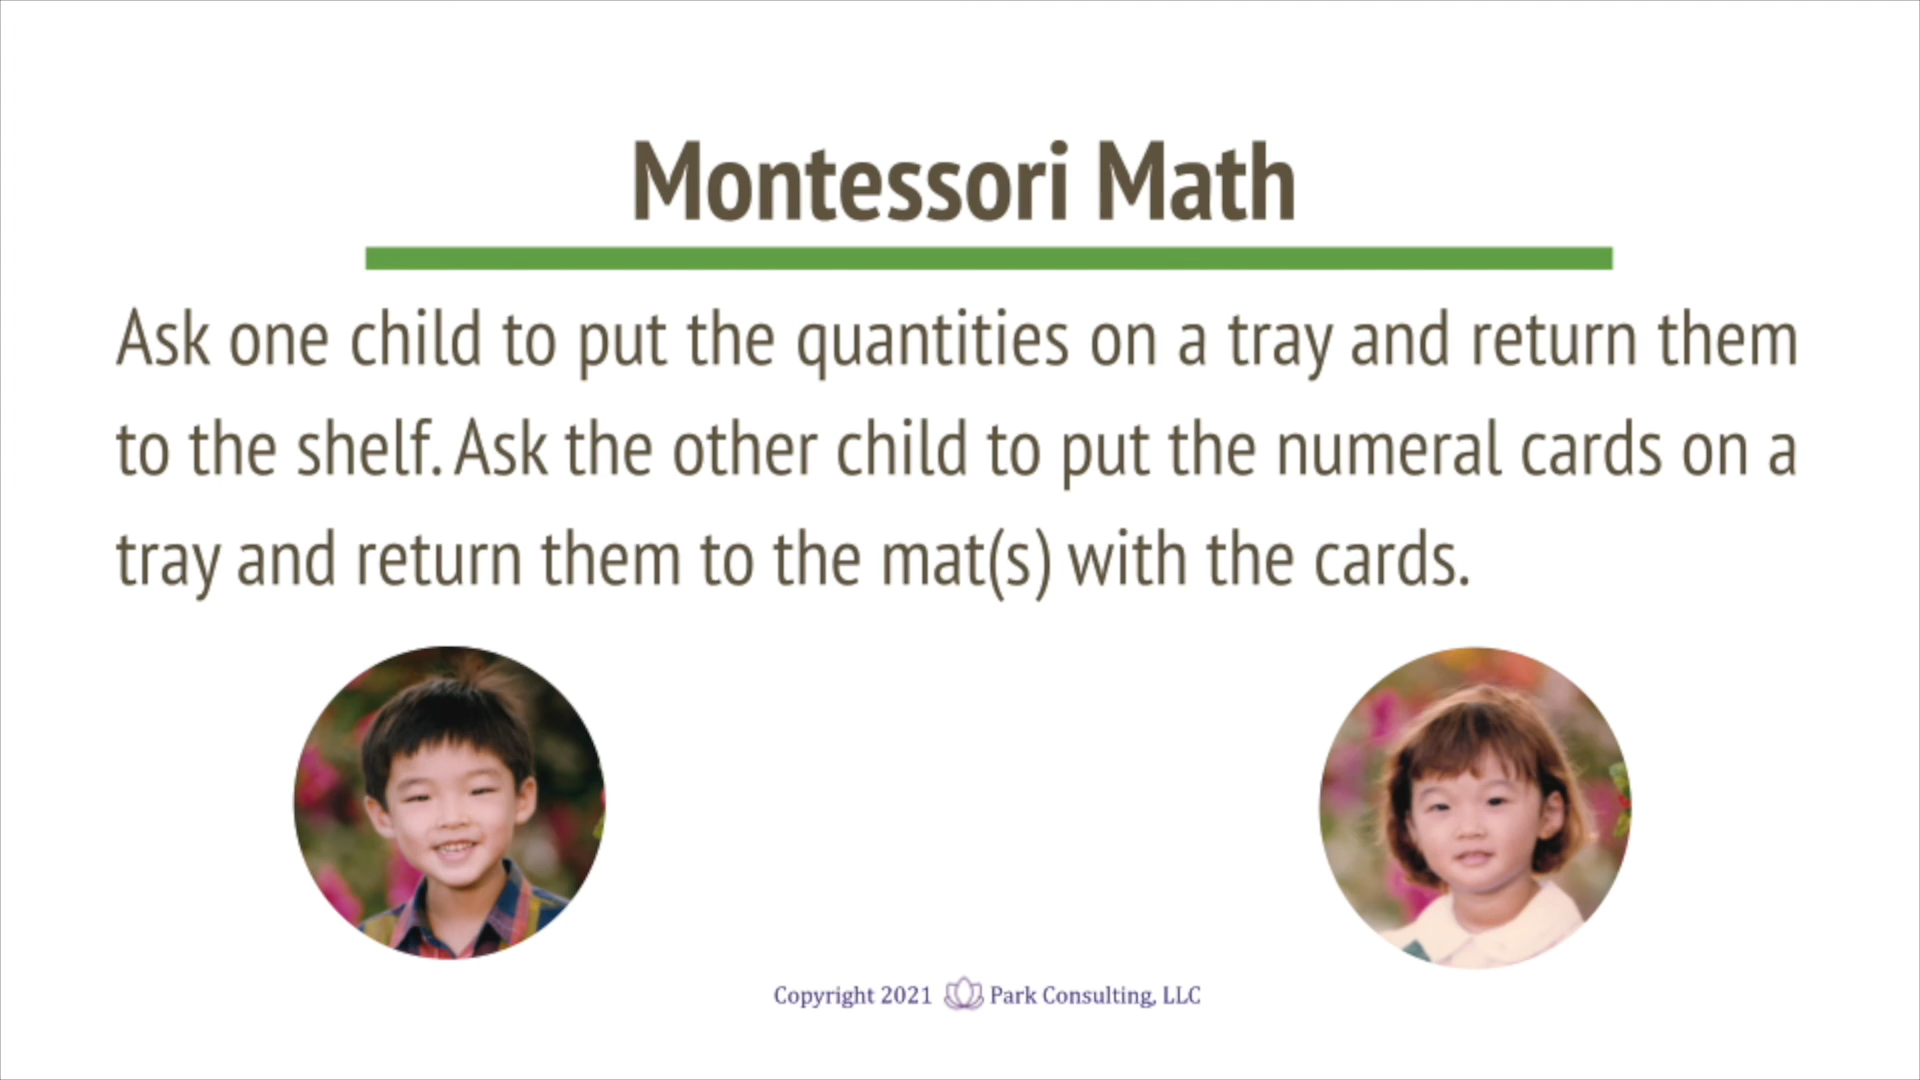 Montessori Math
Ask one child to put the quantities on a tray and return them
to the shelf. Ask the other child to put the numeral cards on a
tray and return them to the mat(s) with the cards.
Copyright 2021 Park Consulting, LLC